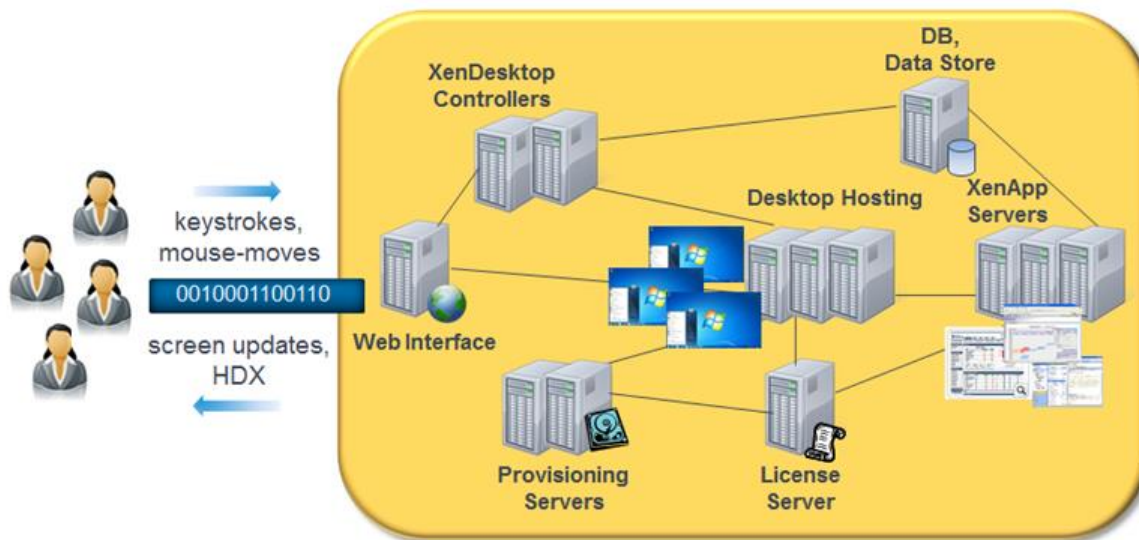 DB,
Data Store
XenDesktop
Controllers
keystrokes,
mouse-moves
Desktop Hosting
XenApp
Servers
0010001100110
Web Interface
screen updates,
HDX
Provisioning
Servers
License
Server